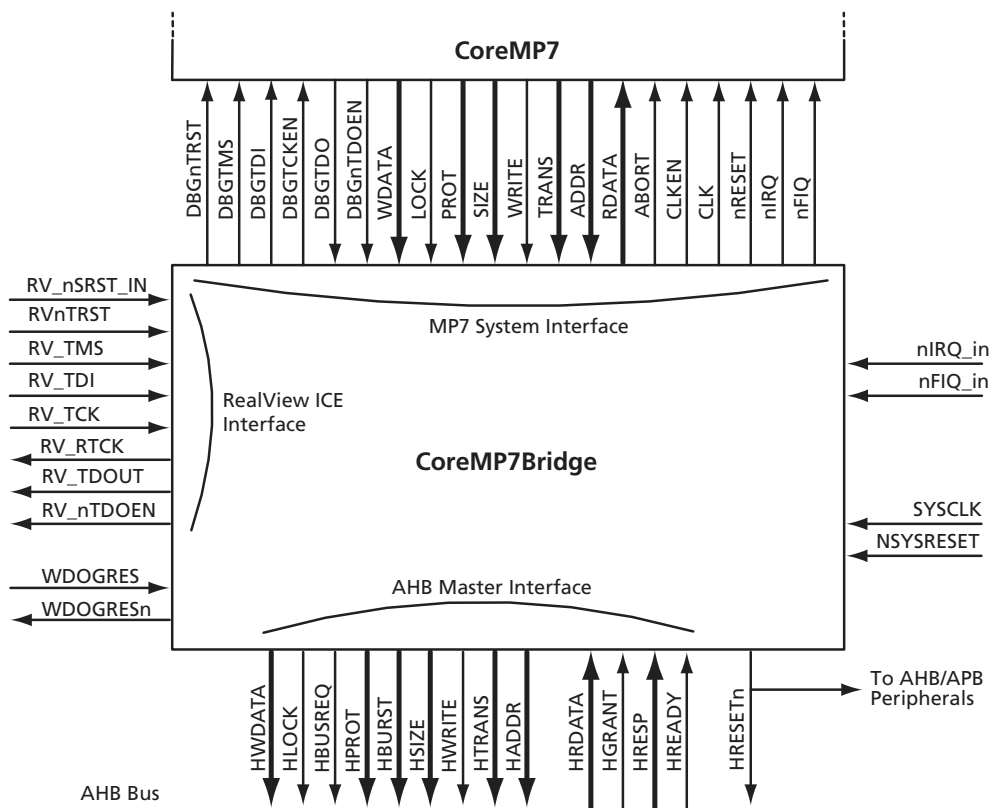 CoreMP7
DBGnTRST
DBGTMS
DBGTDI
DBGTCKEN
DBGTDO
DBGnTDOEN
WDATA
LOCK
PROT
SIZE
WRITE
TRANS
ADDR
RDATA
ABORT
CLKEN
CLK
nRESET
nIRQ
nFIQ
RV_nSRST_IN
RVnTRST
RV_TMS
RV_TDI
RV_TCK
RV_RTCK
RV_TDOUT
RV_nTDOEN
WDOGRES
WDOGRESn
MP7 System Interface
RealView ICE
Interface
CoreMP7Bridge
AHB Master Interface
nIRQ_in
nFIQ_in
SYSCLK
NSYSRESET
HWDATA
HLOCK
HBUSREQ
HPROT
HBURST
HSIZE
HWRITE
HTRANS
HADDR
HRDATA
HGRANT
HRESP
HREADY
HRESETn
To AHB/APB
Peripherals
AHB Bus